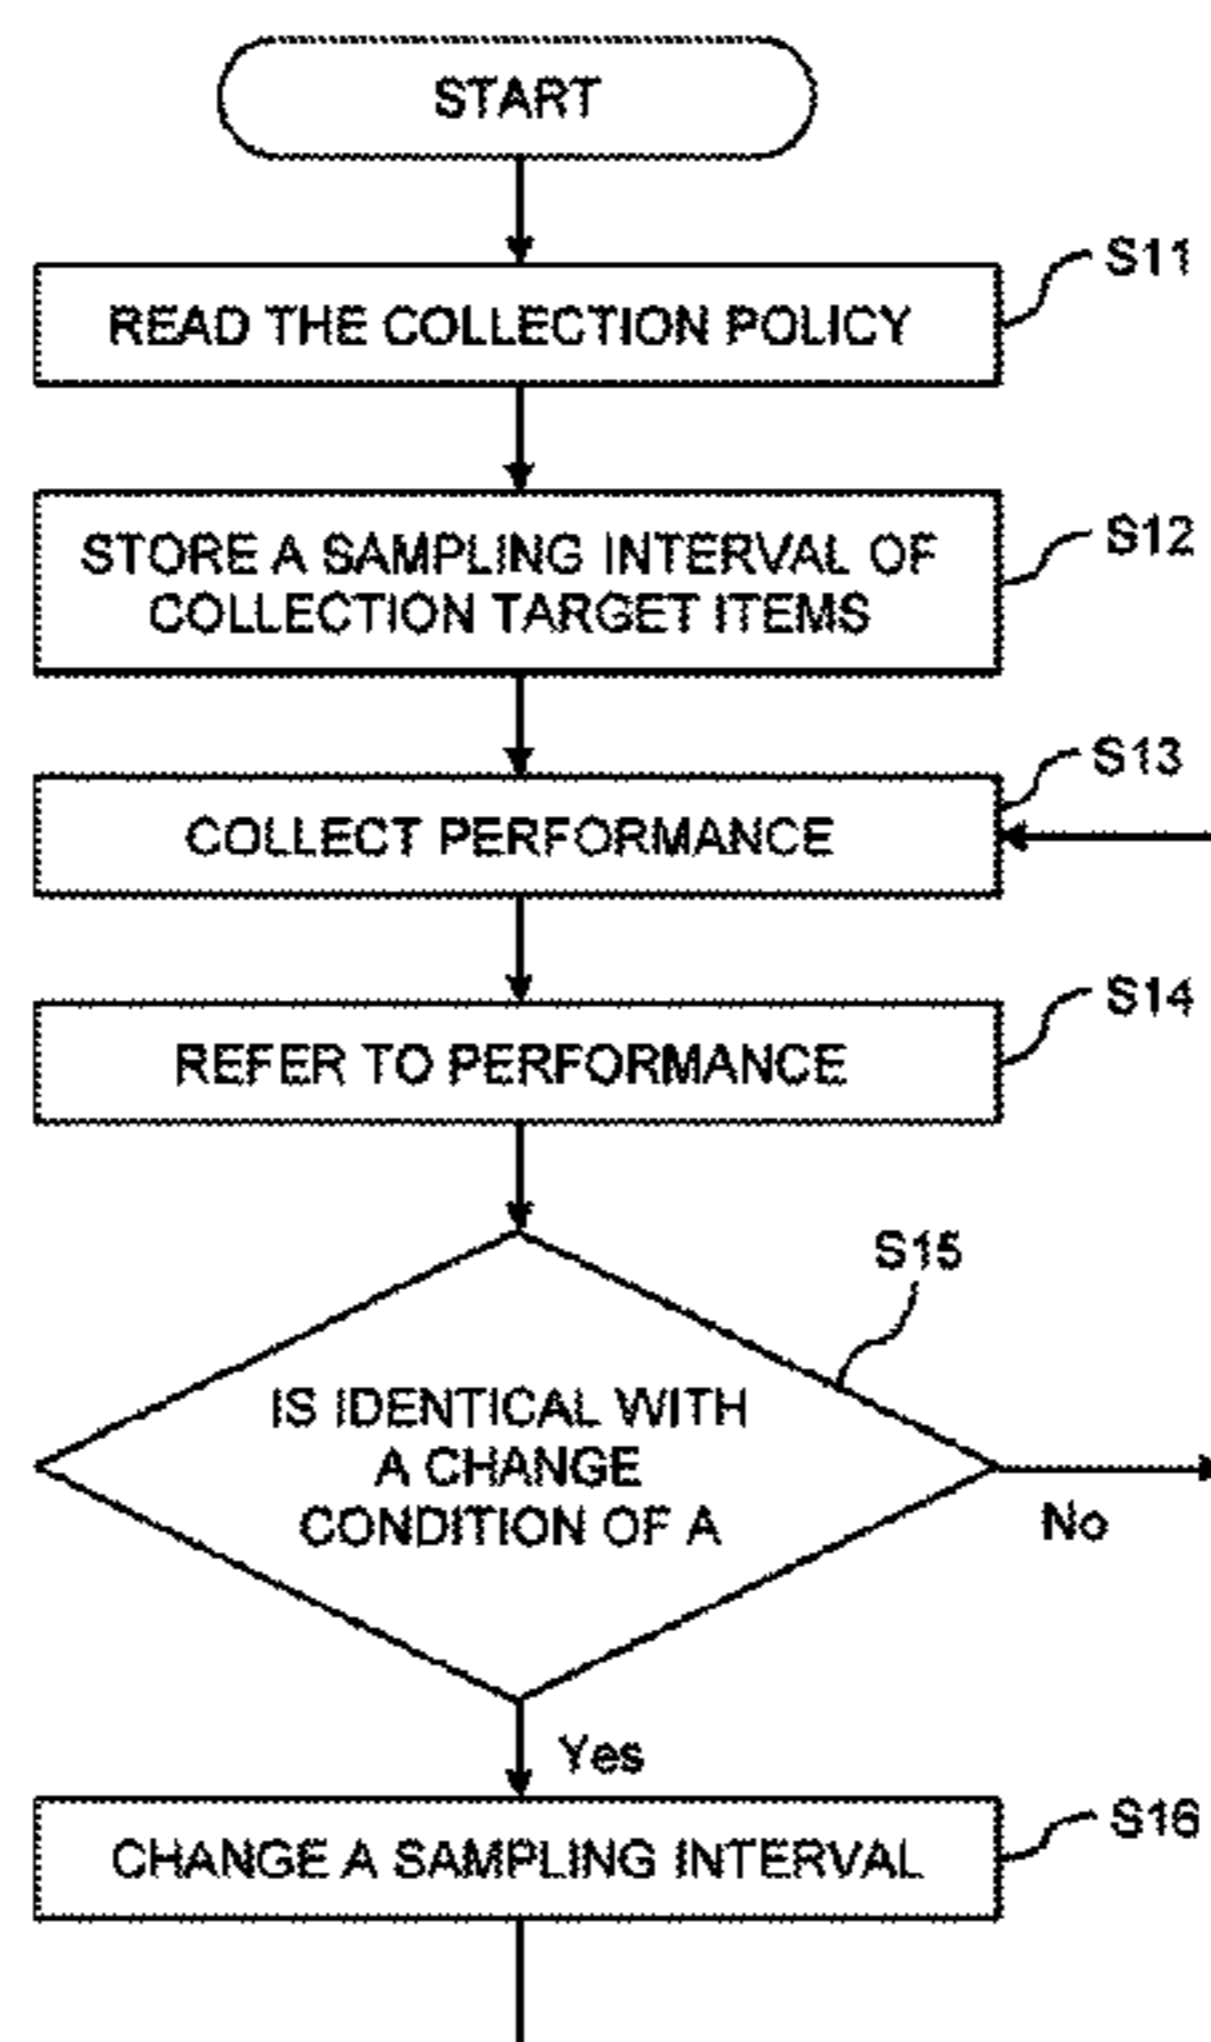 START
S11
READ THE COLLECTION POLICY
S12
STORE A SAMPLING INTERVAL OF
COLLECTION TARGET ITEMS
S13
COLLECT PERFORMANCE
S14
REFER TO PERFORMANCE
S15
IS IDENTICAL WITH
A CHANGE
CONDITION OF A
No
Yes
S16
CHANGE A SAMPLING INTERVAL